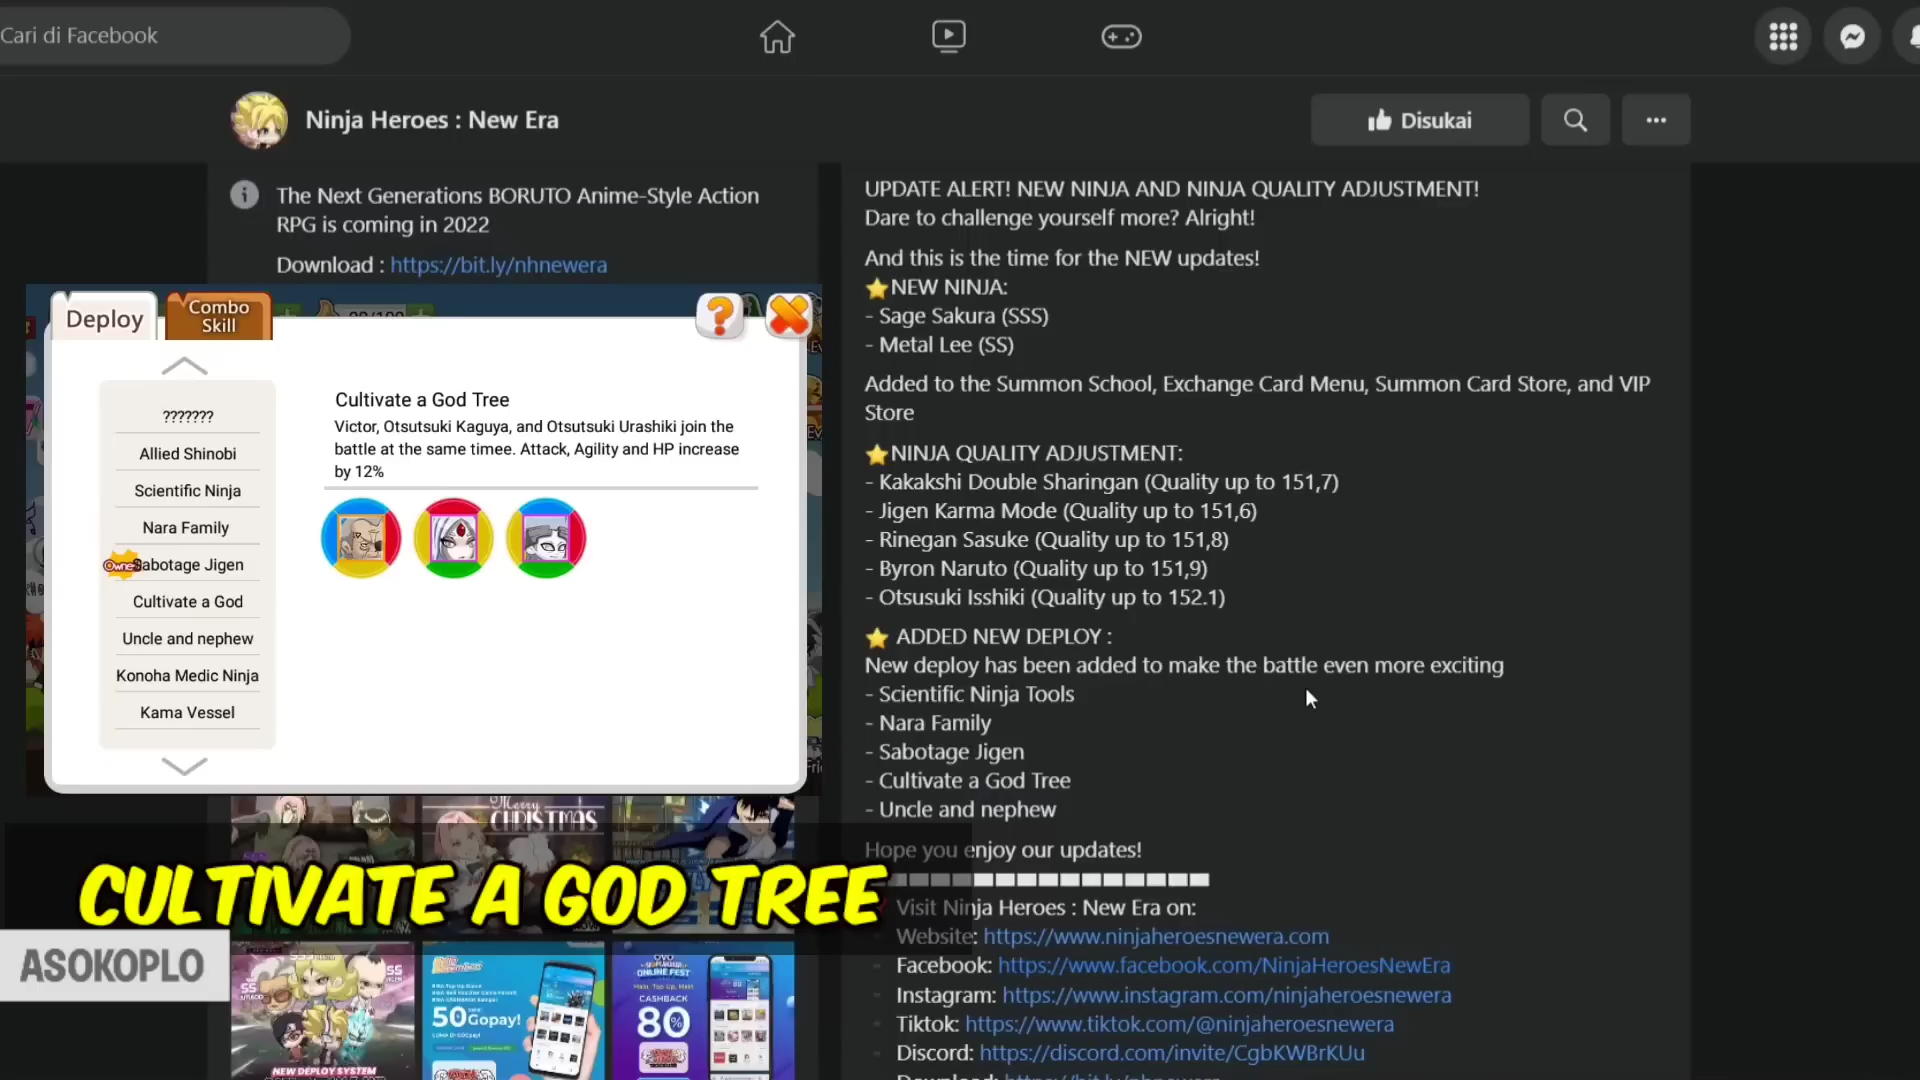 Cari di Facebook
Ninja Heroes : New Era
Disukai
The Next Generations BORUTO Anime-Style Action
RPG is coming in 2022
Download : https://bit.ly/nhnewera
Deploy
Combo
Skill
???????
Allied Shinobi
Scientific Ninja
Nara Family
Sabotage Jigen
Cultivate a God
Uncle and nephew
Konoha Medic Ninja
Kama Vessel
Cultivate a God Tree
Victor, Otsutsuki Kaguya, and Otsutsuki Urashiki join the
battle at the same timee. Attack, Agility and HP increase
by 12%
UPDATE ALERT! NEW NINJA AND NINJA QUALITY ADJUSTMENT!
Dare to challenge yourself more? Alright!
And this is the time for the NEW updates!
⭐NEW NINJA:
- Sage Sakura (SSS)
- Metal Lee (SS)
Added to the Summon School, Exchange Card Menu, Summon Card Store, and VIP
Store
⭐NINJA QUALITY ADJUSTMENT:
- Kakakshi Double Sharingan (Quality up to 151,7)
- Jigen Karma Mode (Quality up to 151,6)
- Rinegan Sasuke (Quality up to 151,8)
- Byron Naruto (Quality up to 151,9)
- Otsusuki Isshiki (Quality up to 152.1)
⭐ ADDED NEW DEPLOY :
New deploy has been added to make the battle even more exciting
- Scientific Ninja Tools
- Nara Family
- Sabotage Jigen
- Cultivate a God Tree
- Uncle and nephew
Hope you enjoy our updates!
Visit Ninja Heroes : New Era on:
Website: https://www.ninjaheroesnewera.com
Facebook: https://www.facebook.com/NinjaHeroesNewEra
Instagram: https://www.instagram.com/ninjaheroesnewera
Tiktok: https://www.tiktok.com/@ninjaheroesnewera
Discord: https://discord.com/invite/CgbKWBrKUu
Merry
CHRISTMAS
CULTIVATE A GOD TREE
ASOKOPLO
NEW DEPLOY SYSTEM
50 Gopay!
ONLINE FEST
CASHBACK
80%